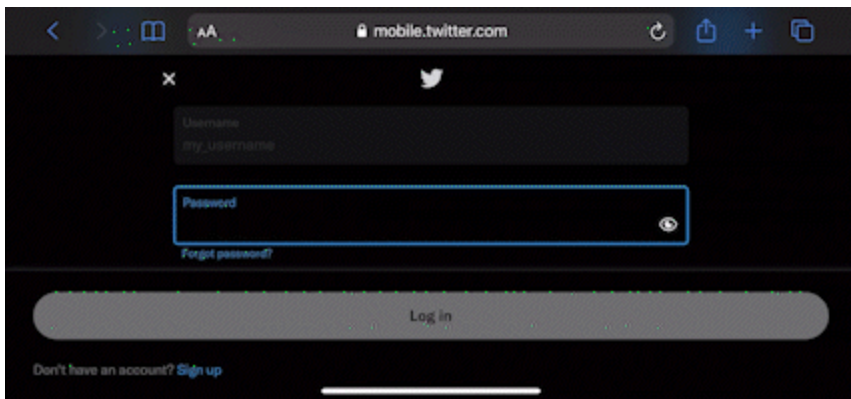 AA
mobile.twitter.com
Username
my_username
Password
Forgot password?
Log in
Don't have an account? Sign up